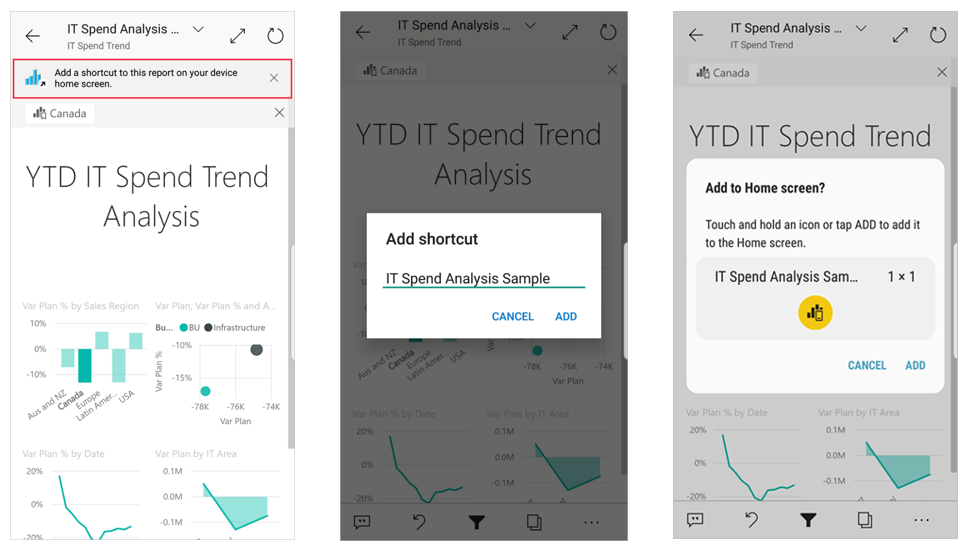 IT Spend Analysis ...
IT Spend Trend
Add a shortcut to this report on your device
home screen.
Canada
YTD IT Spend Trend
Analysis
Var Plan % by Sales Region
10%
0%
-10%
Aus and NZ
Canada
Europe
Latin Amer...
USA
Var Plan, Var Plan % and A...
Bu... BU Infrastructure
Var Plan %
-10%
-15%
-78K -76K -74K
Var Plan
Var Plan % by Date
20%
0%
Var Plan % by IT Area
0.1M
0.0M
-0.1M
IT Spend Analysis ...
IT Spend Trend
Canada
YTD IT Spend Trend
Analysis
Add shortcut
IT Spend Analysis Sample
CANCEL ADD
Aus and NZ
Canada
Europe
Latin Amer...
USA
-15%
-78K -76K -74K
Var Plan
Var Plan % by Date
20%
0%
-20%
Var Plan % by IT Area
0.1M
0.0M
-0.1M
IT Spend Analysis ...
IT Spend Trend
Canada
YTD IT Spend Trend
Add to Home screen?
Touch and hold an icon or tap ADD to add it
to the Home screen.
IT Spend Analysis Sam... 1 × 1
CANCEL ADD
Var Plan % by Date
20%
0%
-20%
Var Plan % by IT Area
0.1M
0.0M
-0.1M